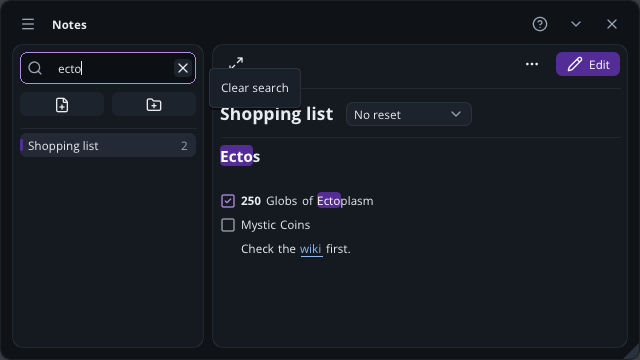 Notes
ecto
Clear search
Edit
Shopping list 2
Shopping list No reset
Ectos
250 Globs of Ectoplasm
Mystic Coins
Check the wiki first.